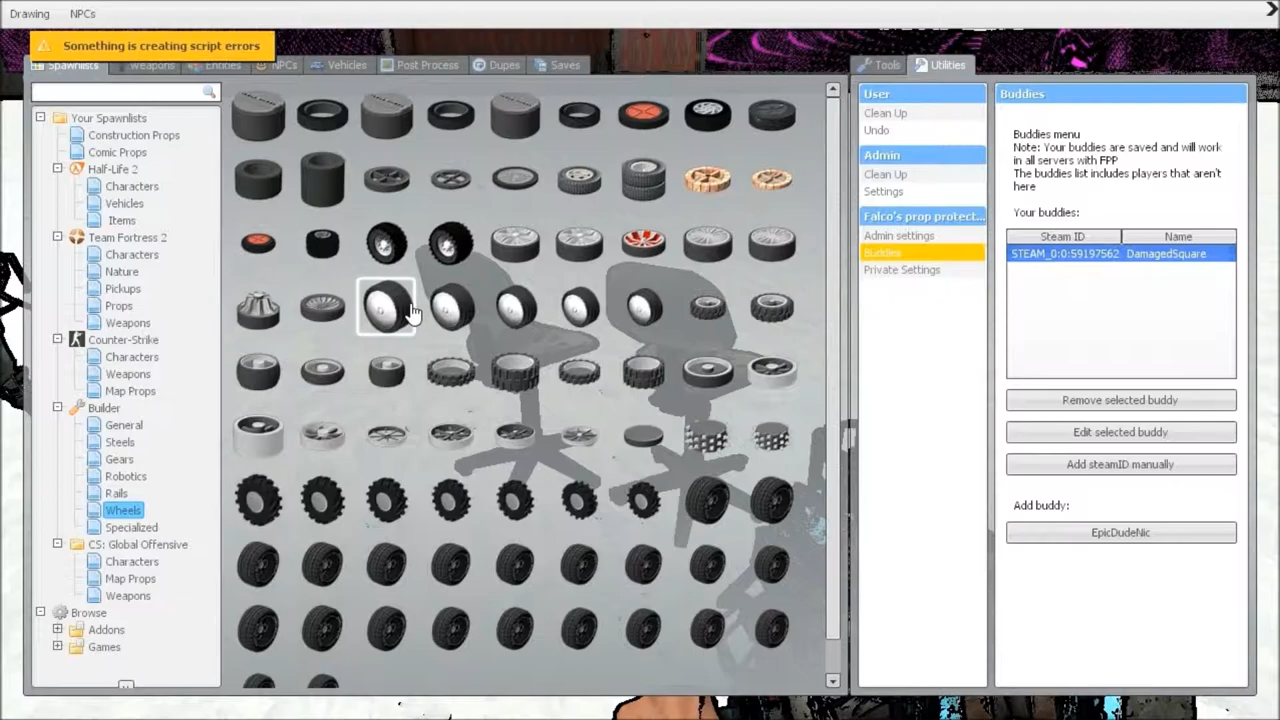 Drawing NPCs
Something is creating script errors
Spawnlists Weapons Entities NPCs Vehicles Post Process Dupes Saves
Your Spawnlists
Construction Props
Comic Props
Half-Life 2
Characters
Vehicles
Items
Team Fortress 2
Characters
Nature
Pickups
Props
Weapons
Counter-Strike
Characters
Weapons
Map Props
Builder
General
Steels
Gears
Robotics
Rails
Wheels
Specialized
CS: Global Offensive
Characters
Map Props
Weapons
Browse
Addons
Games
Tools Utilities
User
Clean Up
Undo
Admin
Clean Up
Settings
Falco's prop protect...
Admin settings
Buddies
Private Settings
Buddies
Buddies menu
Note: Your buddies are saved and will work
in all servers with FPP
The buddies list includes players that aren't
here
Your buddies:
Steam ID Name
STEAM_0:0:59197562 DamagedSquare
Remove selected buddy
Edit selected buddy
Add steamID manually
Add buddy:
EpicDudeNic